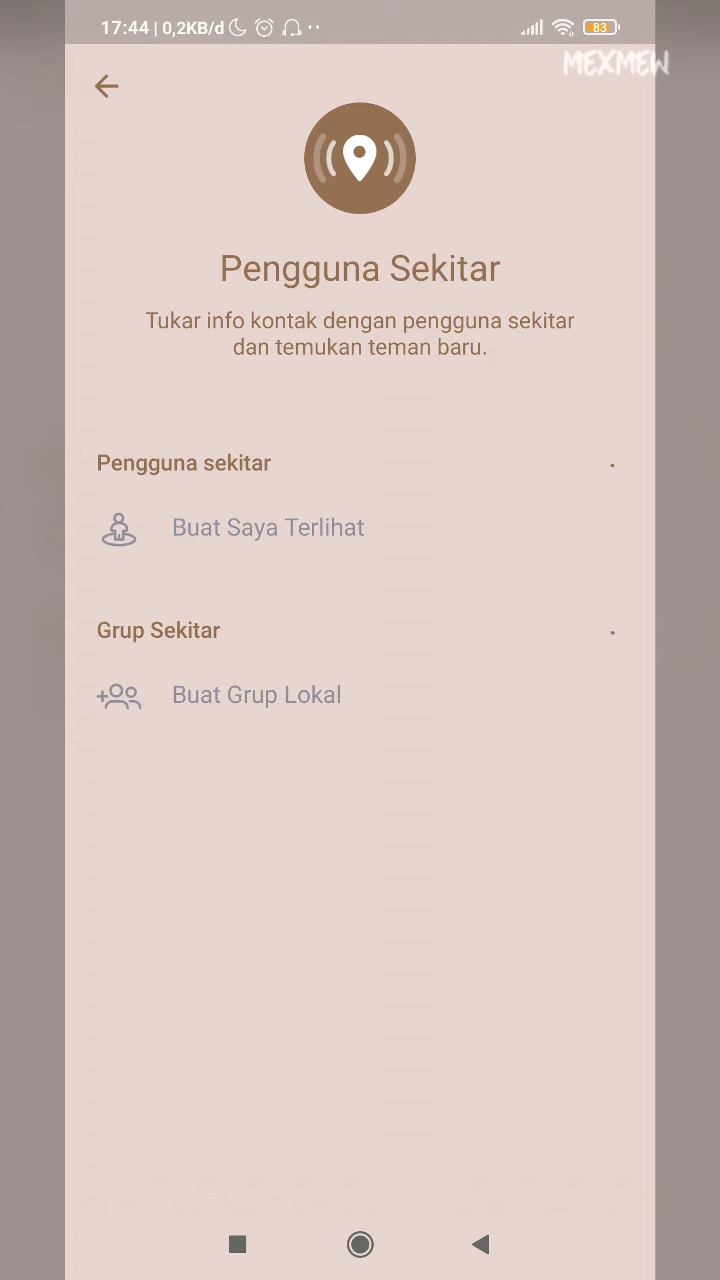 17:44 | 0,2KB/d
83
MEXMEW
Pengguna Sekitar
Tukar info kontak dengan pengguna sekitar
dan temukan teman baru.
Pengguna sekitar
Buat Saya Terlihat
Grup Sekitar
Buat Grup Lokal